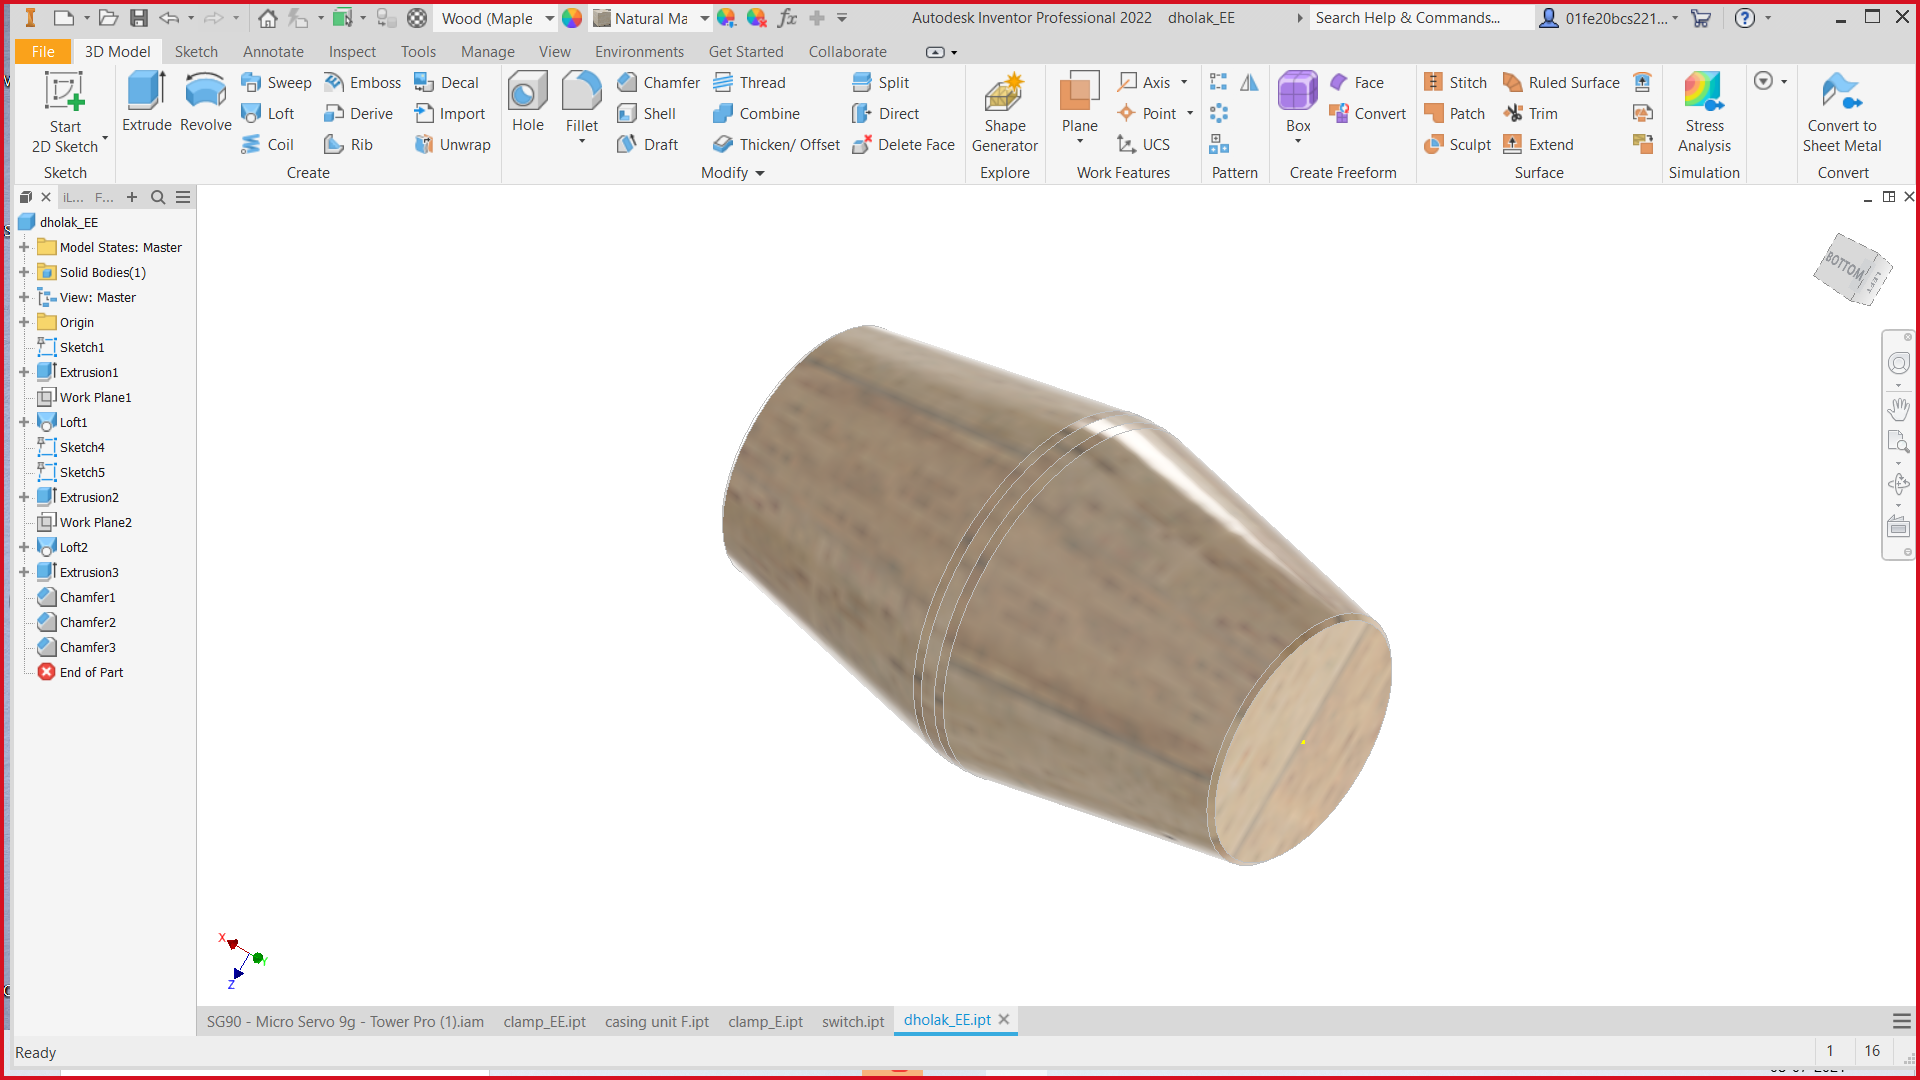 Wood (Maple
Natural Ma
Autodesk Inventor Professional 2022 dholak_EE
Search Help & Commands...
01fe20bcs221...
File 3D Model Sketch Annotate Inspect Tools Manage View Environments Get Started Collaborate
Start
2D Sketch
Sketch
Extrude
Revolve
Sweep
Loft
Coil
Emboss
Derive
Rib
Decal
Import
Unwrap
Create
Hole
Fillet
Chamfer
Shell
Draft
Thread
Combine
Thicken/ Offset
Split
Direct
Delete Face
Modify
Shape
Generator
Explore
Plane
Axis
Point
UCS
Work Features
Pattern
Box
Face
Convert
Create Freeform
Stitch
Patch
Sculpt
Ruled Surface
Trim
Extend
Surface
Stress
Analysis
Simulation
Convert to
Sheet Metal
Convert
iL... F...
dholak_EE
Model States: Master
Solid Bodies(1)
View: Master
Origin
Sketch1
Extrusion1
Work Plane1
Loft1
Sketch4
Sketch5
Extrusion2
Work Plane2
Loft2
Extrusion3
Chamfer1
Chamfer2
Chamfer3
End of Part
BOTTOM
LEFT
X
Y
Z
SG90 - Micro Servo 9g - Tower Pro (1).iam clamp_EE.ipt casing unit F.ipt clamp_E.ipt switch.ipt dholak_EE.ipt
Ready
1 16